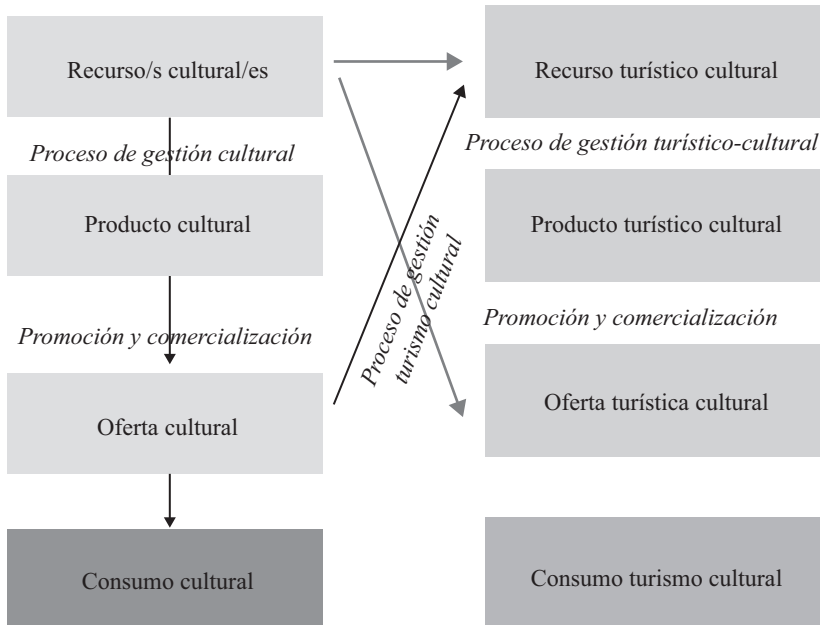 Recurso/s cultural/es
Proceso de gestión cultural
Producto cultural
Promoción y comercialización
Oferta cultural
Consumo cultural
Proceso de gestión
turismo cultural
Recurso turístico cultural
Proceso de gestión turístico-cultural
Producto turístico cultural
Promoción y comercialización
Oferta turística cultural
Consumo turismo cultural